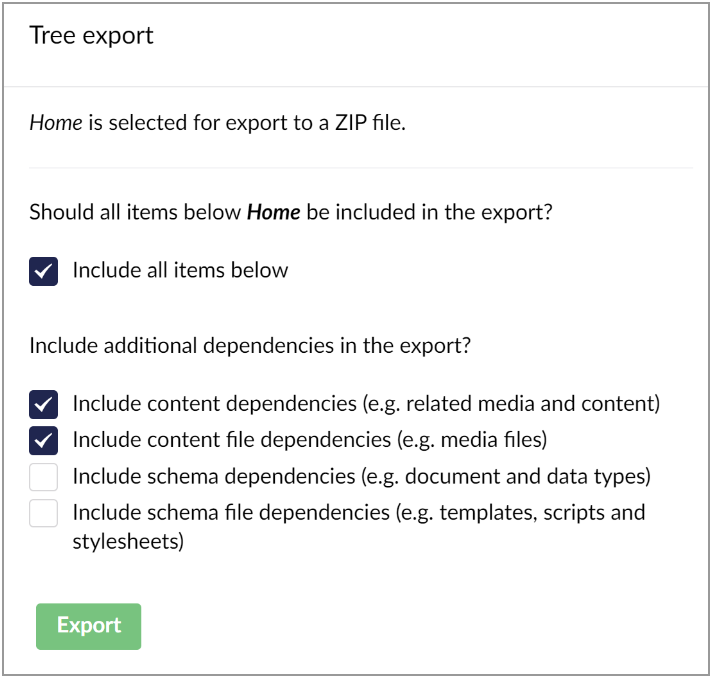 Tree export
Home is selected for export to a ZIP file.
Should all items below Home be included in the export?
Include all items below
Include additional dependencies in the export?
Include content dependencies (e.g. related media and content)
Include content file dependencies (e.g. media files)
Include schema dependencies (e.g. document and data types)
Include schema file dependencies (e.g. templates, scripts and
stylesheets)
Export